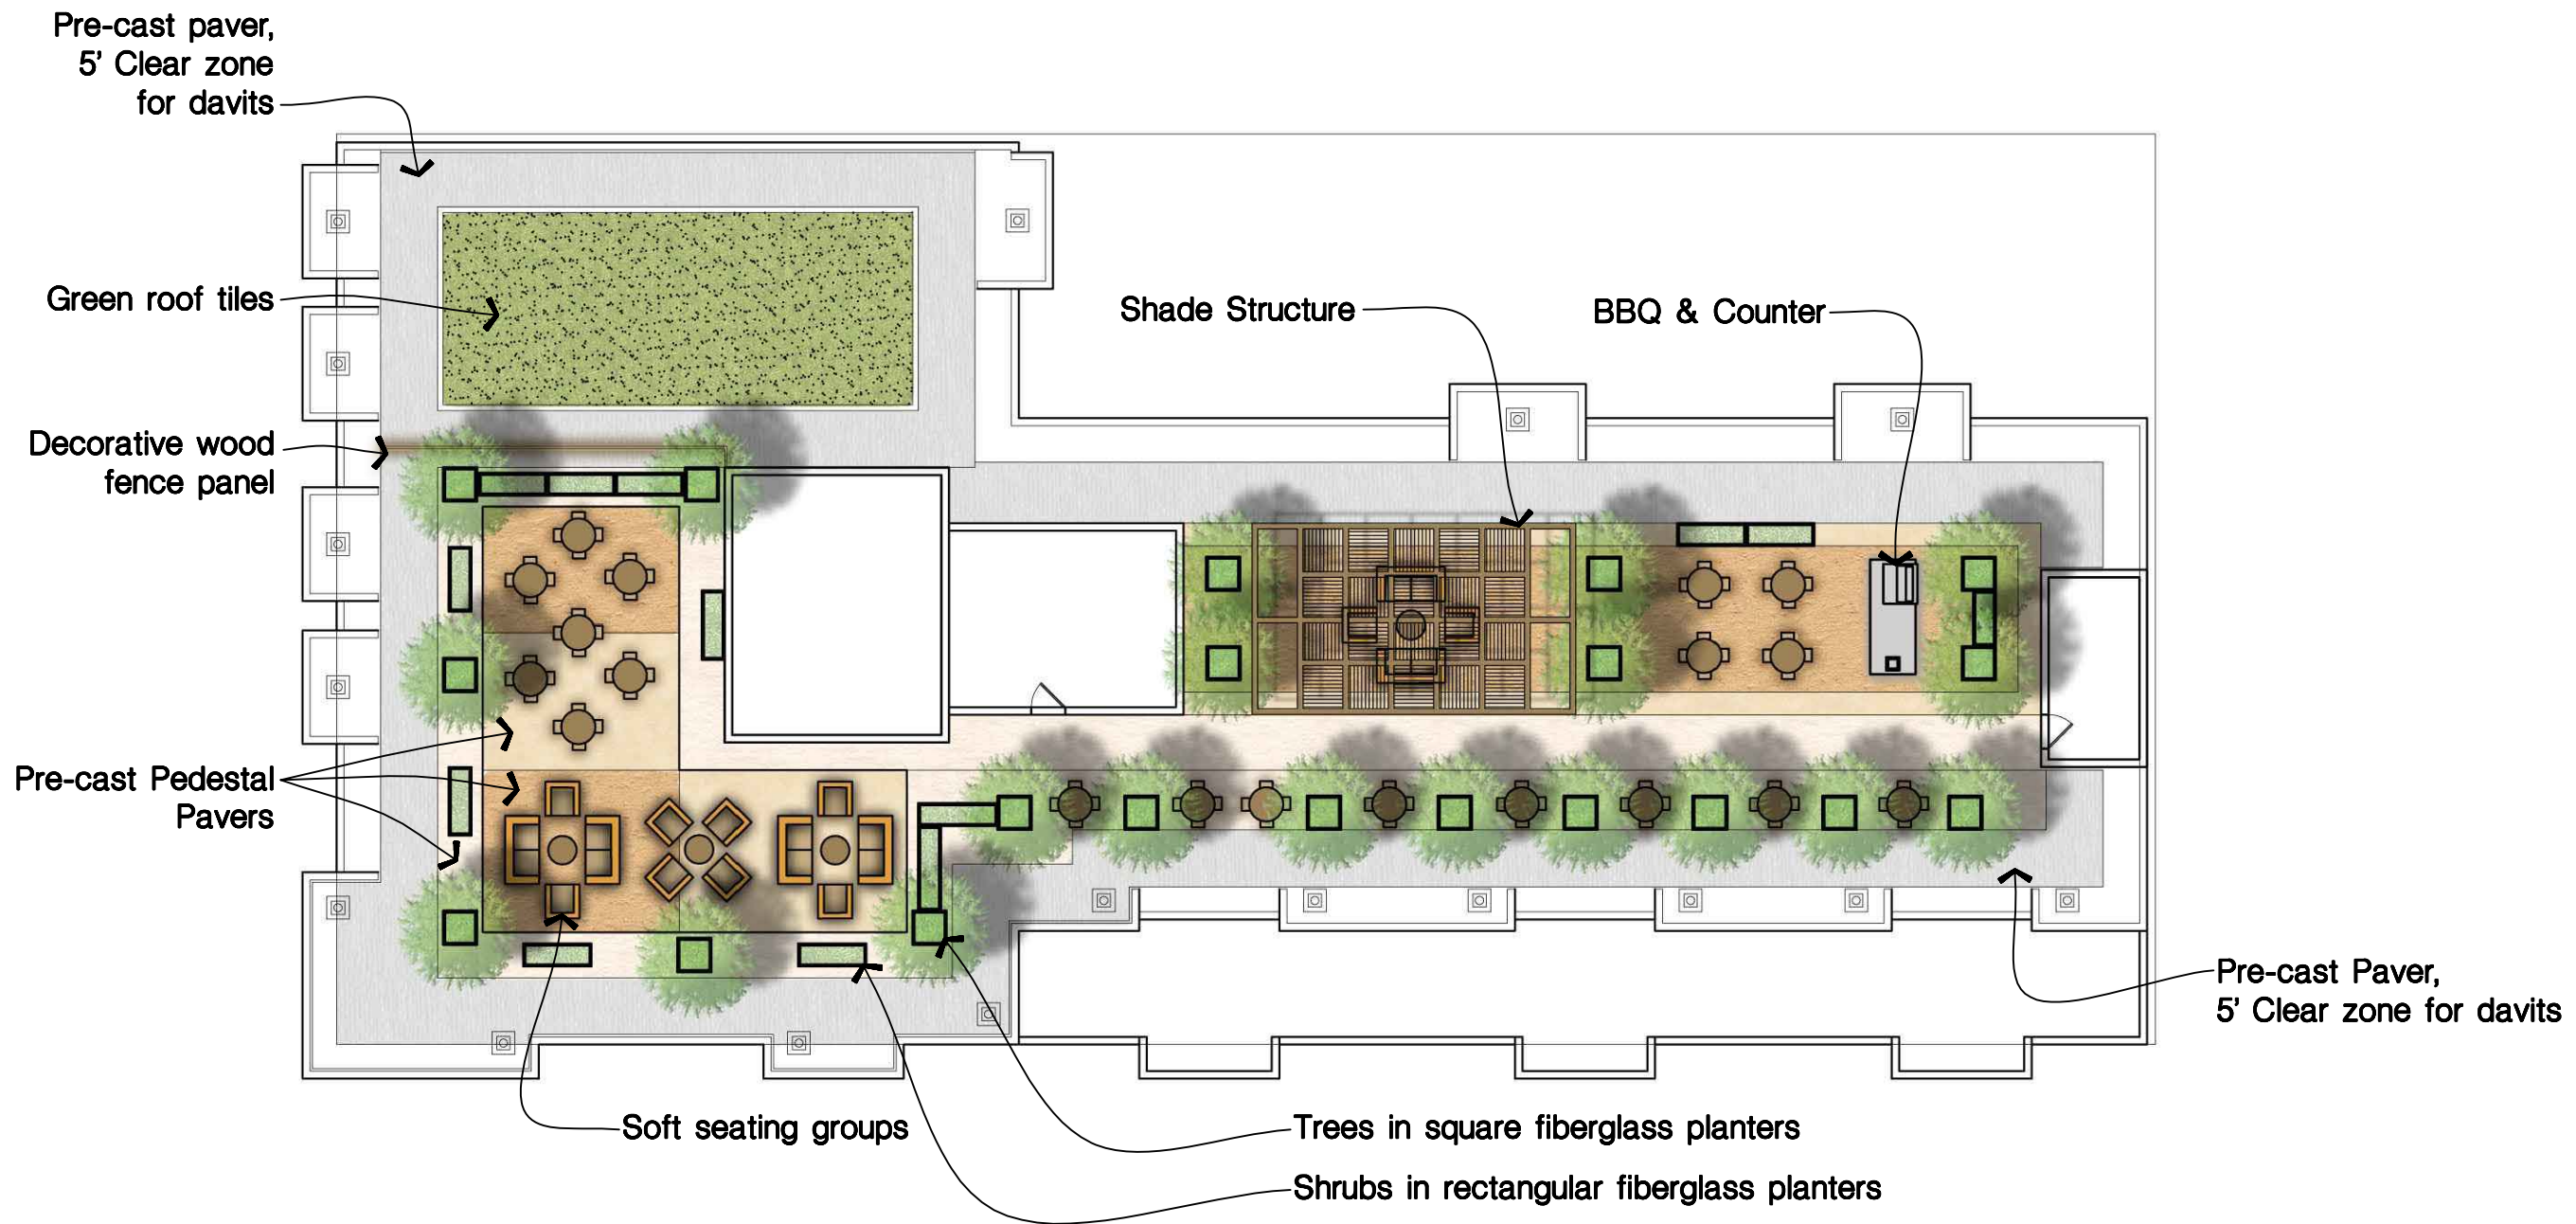 Pre-cast paver,
5' Clear zone
for davits
Green roof tiles
Shade Structure
BBQ & Counter
Decorative wood
fence panel
Pre-cast Pedestal
Pavers
Pre-cast Paver,
5' Clear zone for davits
Soft seating groups
Trees in square fiberglass planters
Shrubs in rectangular fiberglass planters